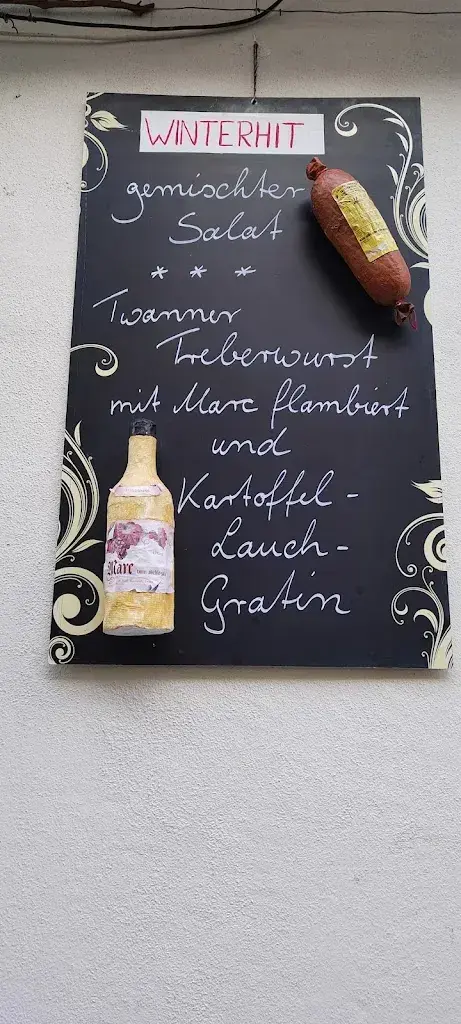 WINTERHIT
gemischter
Salat
* * *
Twanner
Treberwurst
mit Marc flambiert
und
Kartoffel-
Lauch-
Gratin
Marc